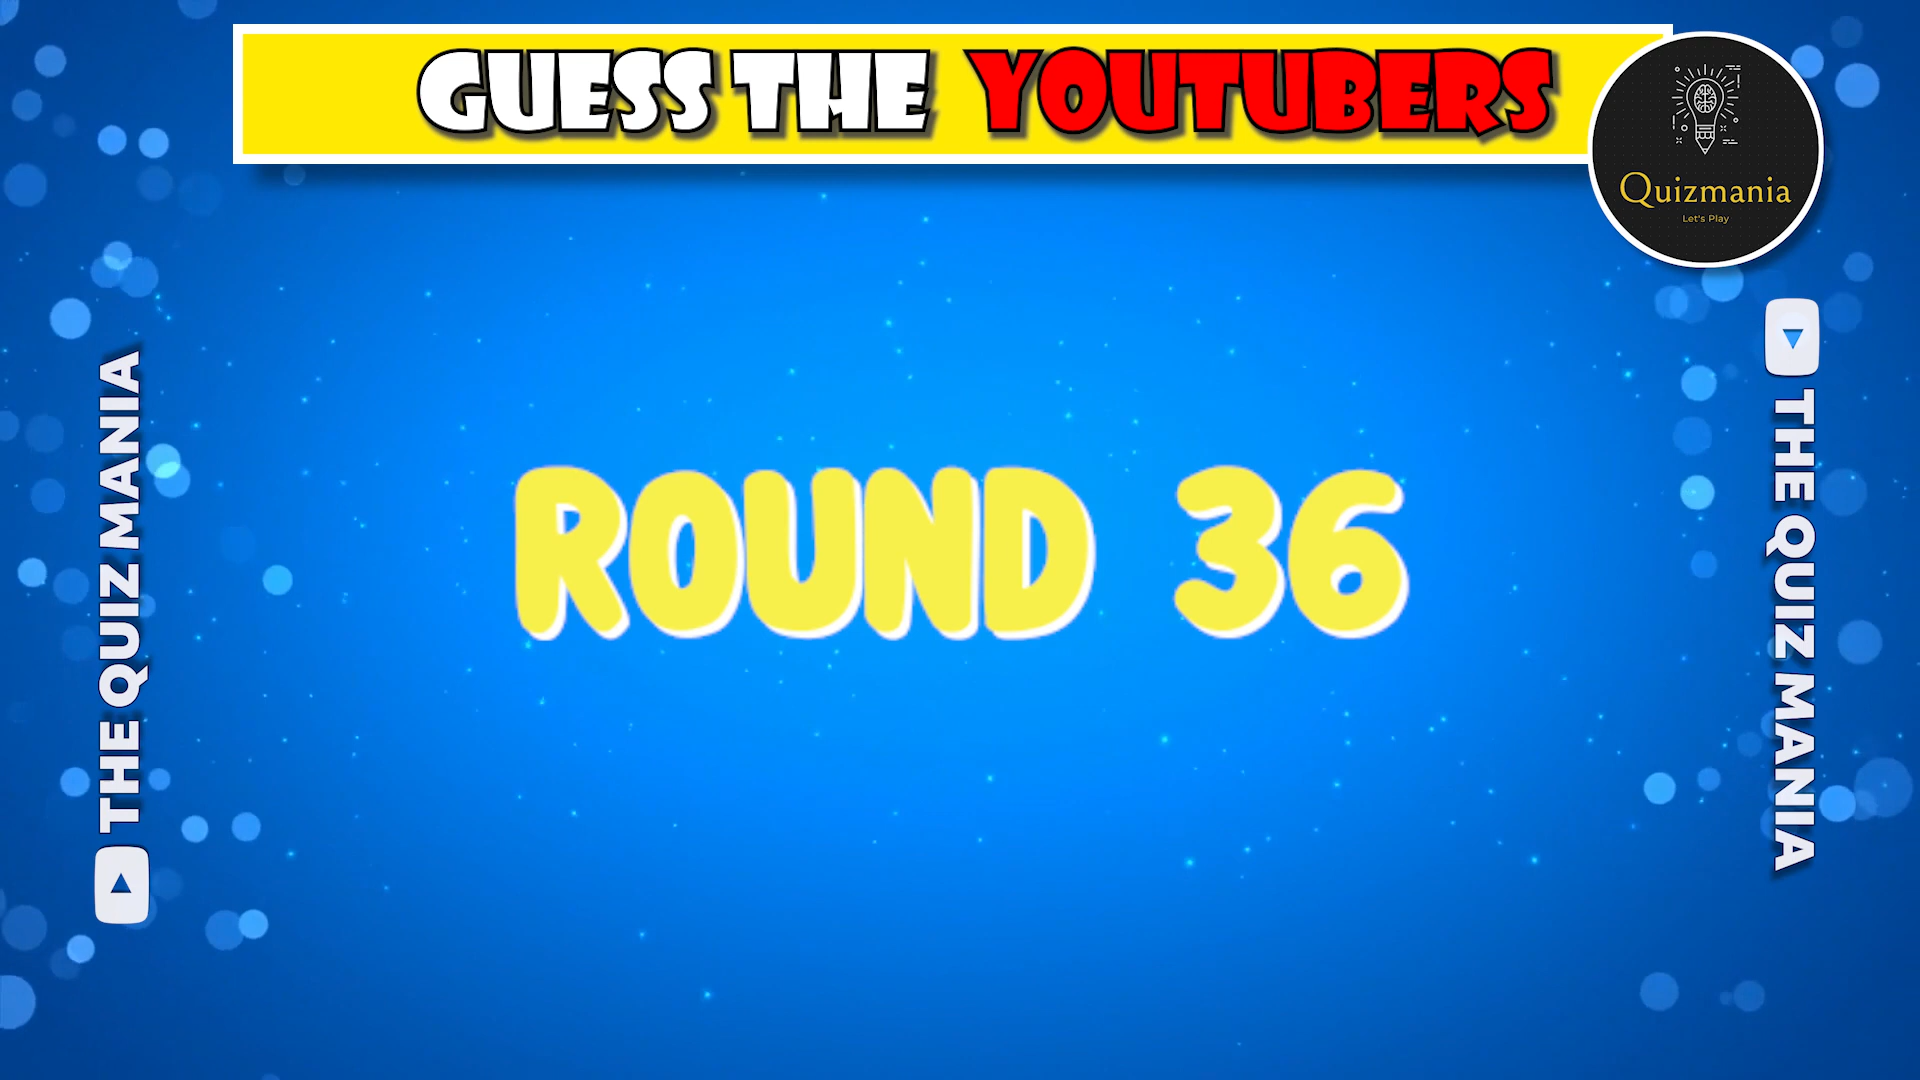 GUESS THE YOUTUBERS
Quizmania
Let's Play
THE QUIZ MANIA
ROUND 36
THE QUIZ MANIA